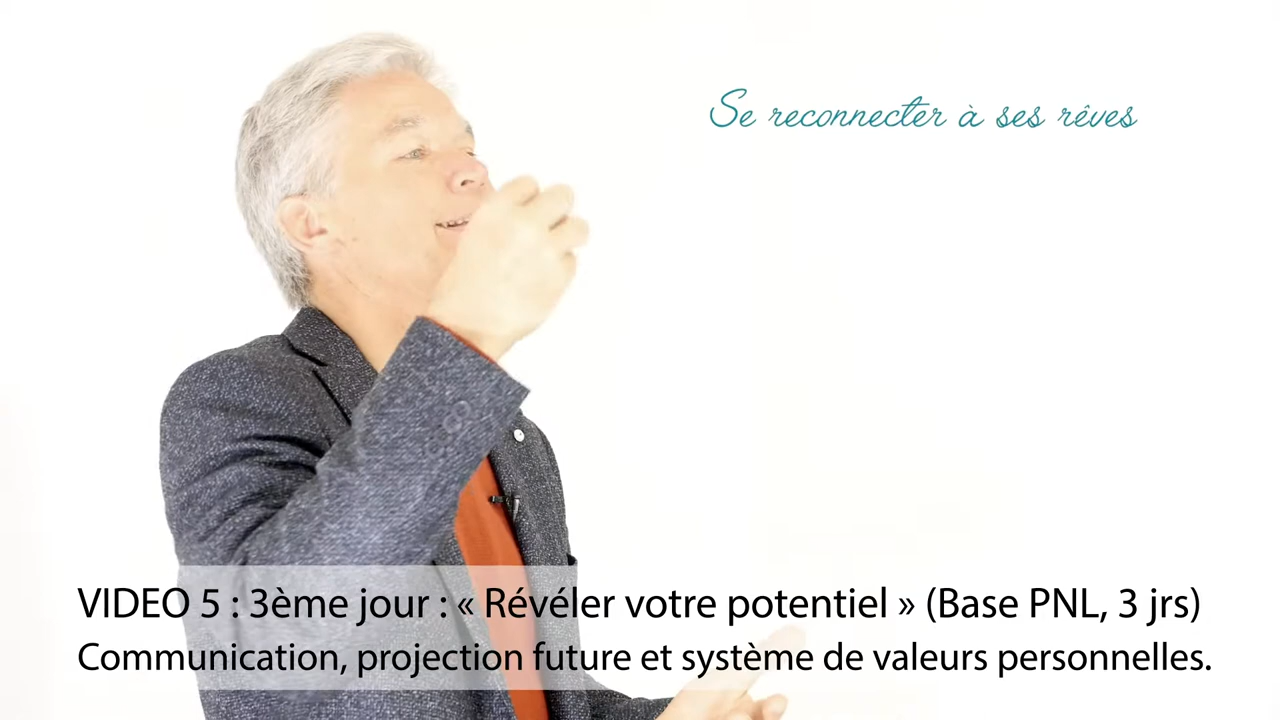 Se reconnecter à ses rêves
VIDEO 5 : 3ème jour : « Révéler votre potentiel » (Base PNL, 3 jrs)
Communication, projection future et système de valeurs personnelles.